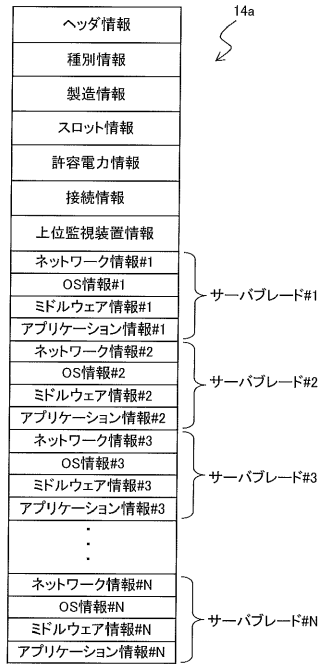 14a
ヘッダ情報
種別情報
製造情報
スロット情報
許容電力情報
接続情報
上位監視装置情報
ネットワーク情報#1
OS情報#1
ミドルウェア情報#1
アプリケーション情報#1
サーバブレード#1
ネットワーク情報#2
OS情報#2
ミドルウェア情報#2
アプリケーション情報#2
サーバブレード#2
ネットワーク情報#3
OS情報#3
ミドルウェア情報#3
アプリケーション情報#3
サーバブレード#3
・
・
・
ネットワーク情報#N
OS情報#N
ミドルウェア情報#N
アプリケーション情報#N
サーバブレード#N